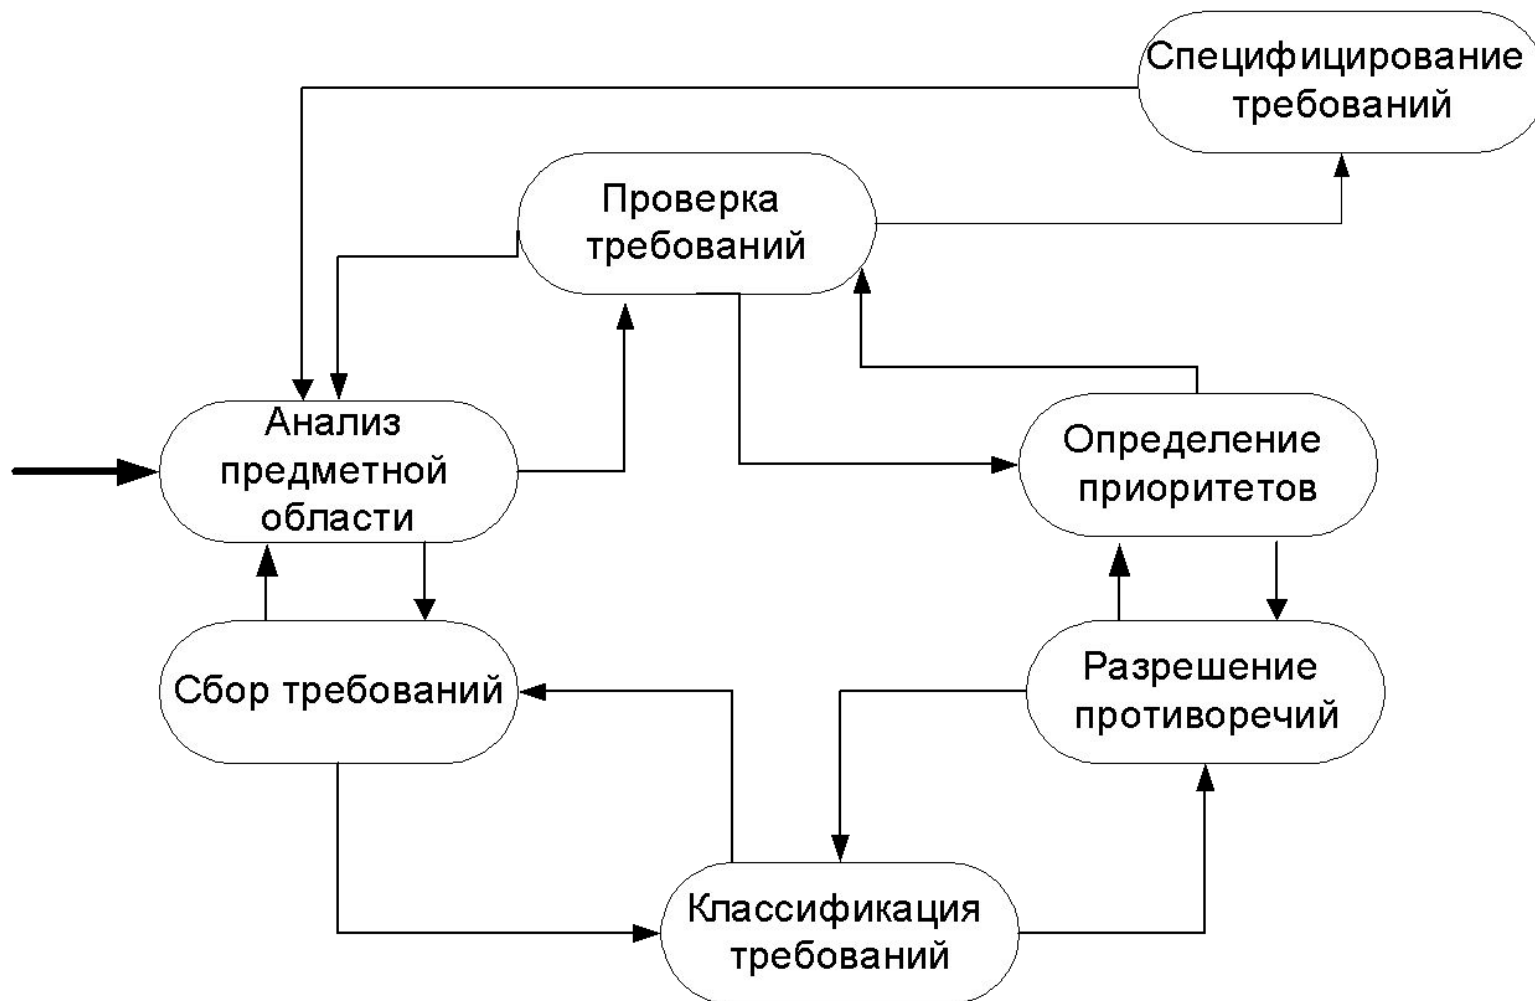 Специфицирование
требований
Проверка
требований
Анализ
предметной
области
Определение
приоритетов
Сбор требований
Разрешение
противоречий
Классификация
требований